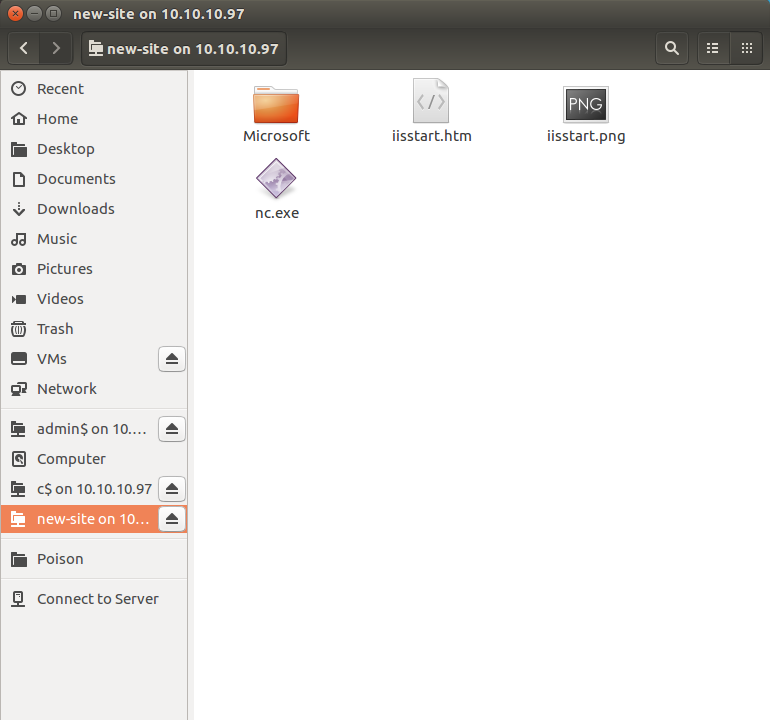 new-site on 10.10.10.97
new-site on 10.10.10.97
Recent
Home
Desktop
Documents
Downloads
Music
Pictures
Videos
Trash
VMs
Network
admin$ on 10.…
Computer
c$ on 10.10.10.97
new-site on 10…
Poison
Connect to Server
Microsoft
iisstart.htm
PNG
iisstart.png
nc.exe